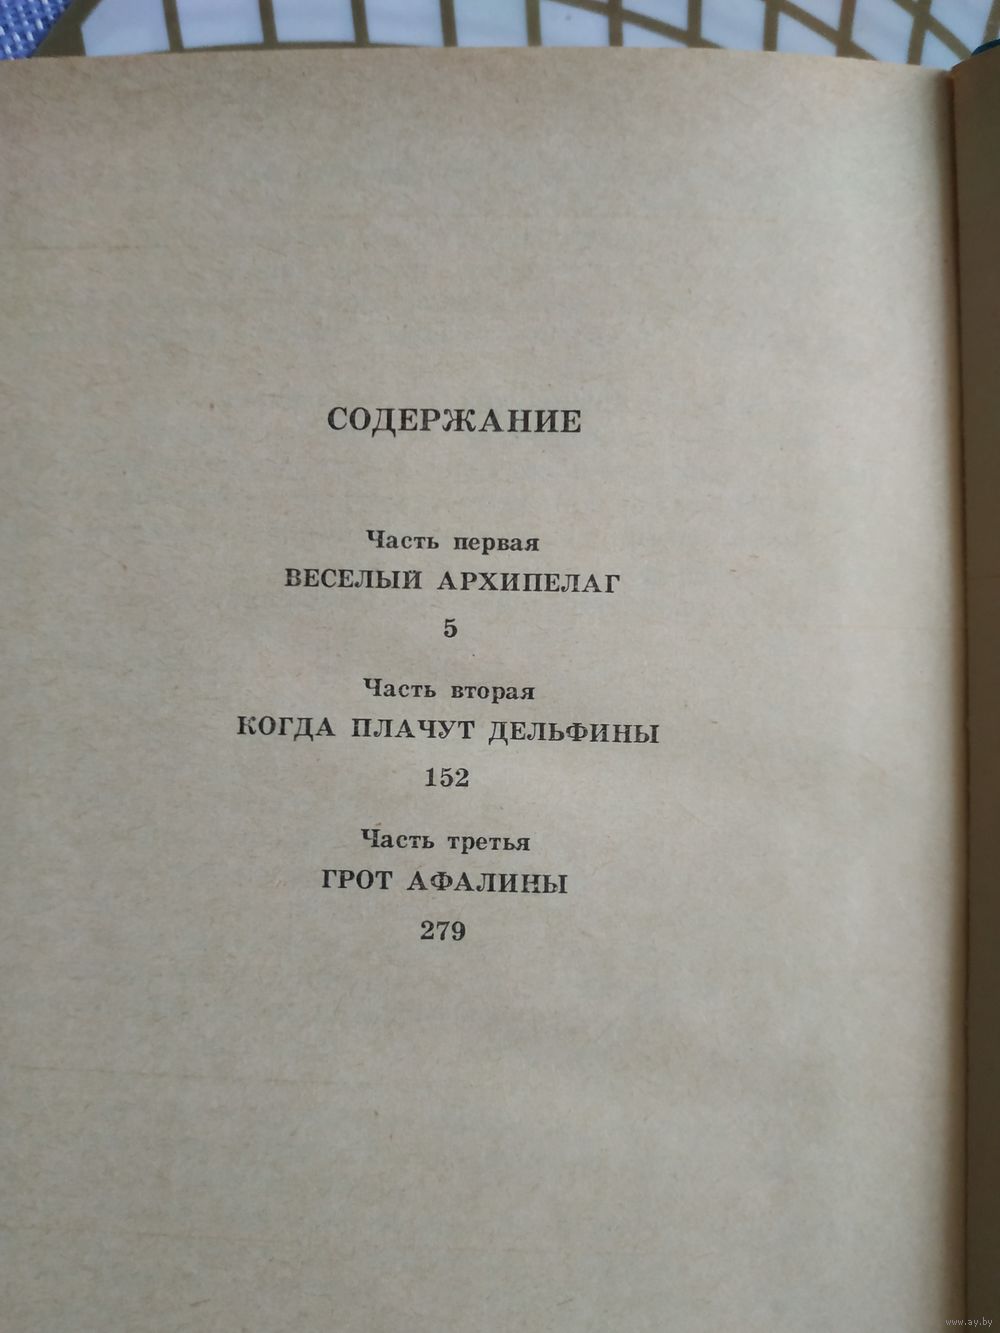 СОДЕРЖАНИЕ
Часть первая
ВЕСЕЛЫЙ АРХИПЕЛАГ
5
Часть вторая
КОГДА ПЛАЧУТ ДЕЛЬФИНЫ
152
Часть третья
ГРОТ АФАЛИНЫ
279
www.ay.by